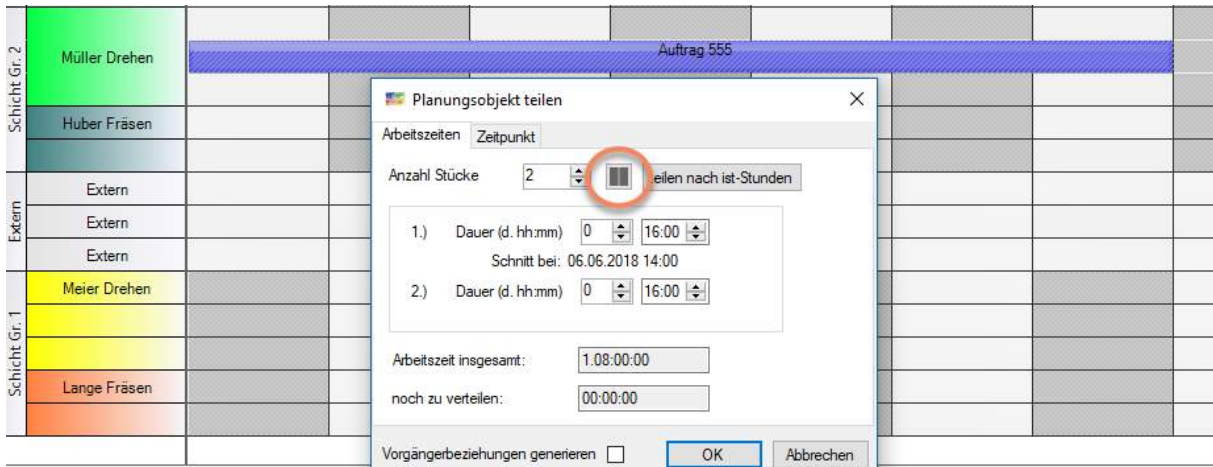 Schicht Gr. 2
Müller Drehen
Auftrag 555
Huber Fräsen
Extern
Extern
Extern
Extern
Schicht Gr. 1
Meier Drehen
Lange Fräsen
Planungsobjekt teilen
Arbeitszeiten Zeitpunkt
Anzahl Stücke 2 teilen nach ist-Stunden
1.) Dauer (d. hh:mm) 0 16:00
Schnitt bei: 06.06.2018 14:00
2.) Dauer (d. hh:mm) 0 16:00
Arbeitszeit insgesamt: 1.08:00:00
noch zu verteilen: 00:00:00
Vorgängerbeziehungen generieren OK Abbrechen